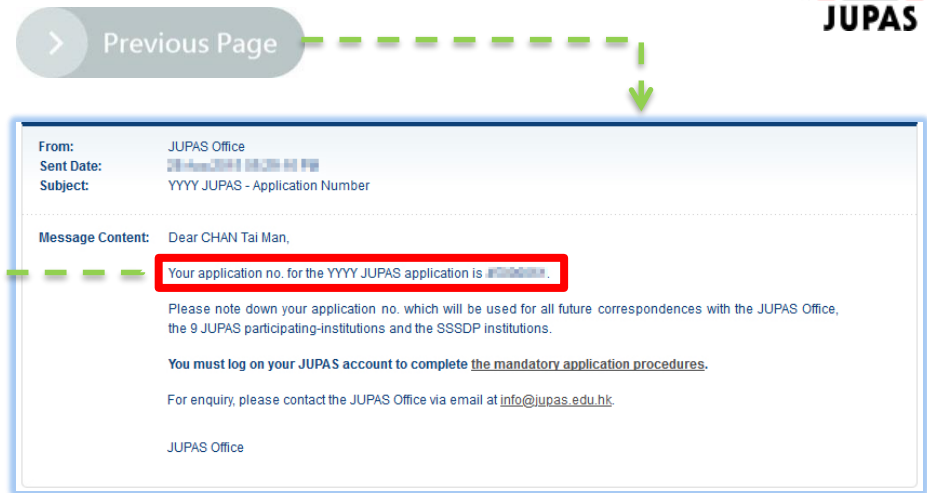 JUPAS
Previous Page
From: JUPAS Office
Sent Date:
Subject: YYYY JUPAS - Application Number
Message Content: Dear CHAN Tai Man,
Your application no. for the YYYY JUPAS application is .
Please note down your application no. which will be used for all future correspondences with the JUPAS Office,
the 9 JUPAS participating-institutions and the SSSDP institutions.
You must log on your JUPAS account to complete the mandatory application procedures.
For enquiry, please contact the JUPAS Office via email at info@jupas.edu.hk.
JUPAS Office